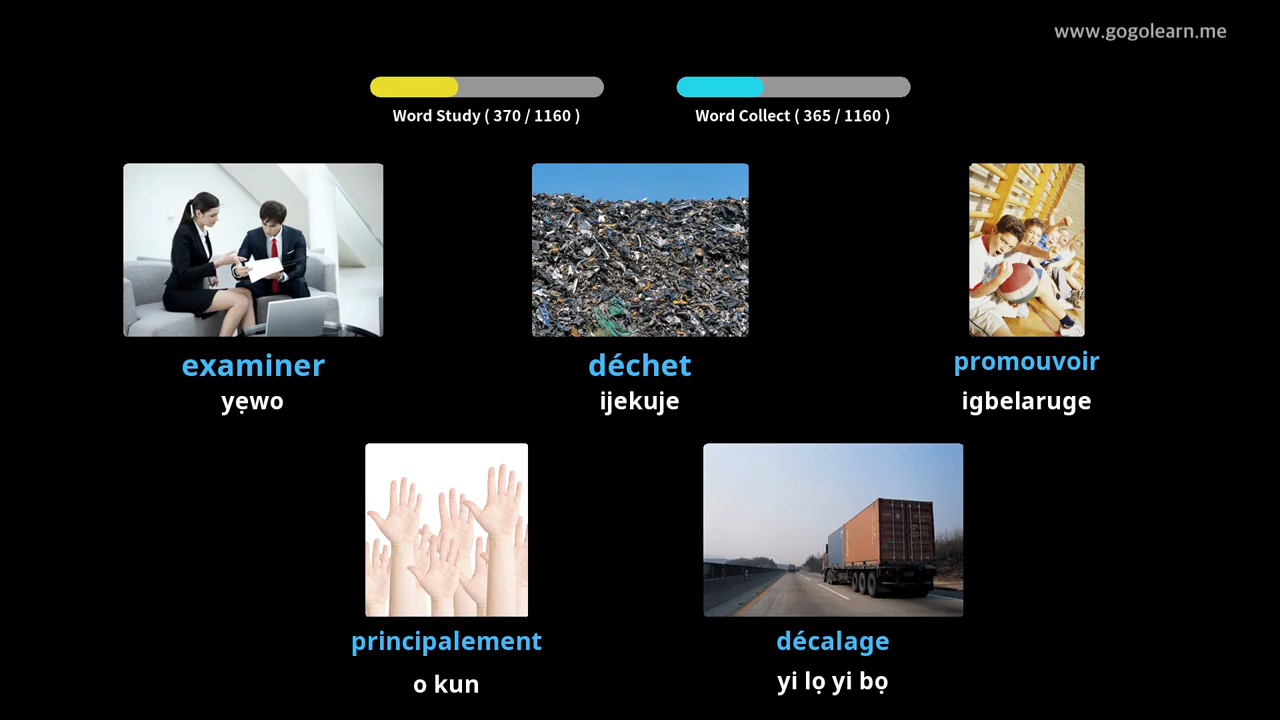 www.gogolearn.me
Word Study ( 370 / 1160 )
Word Collect ( 365 / 1160 )
examiner
yẹwo
déchet
ijekuje
promouvoir
igbelaruge
principalement
o kun
décalage
yi lọ yi bọ